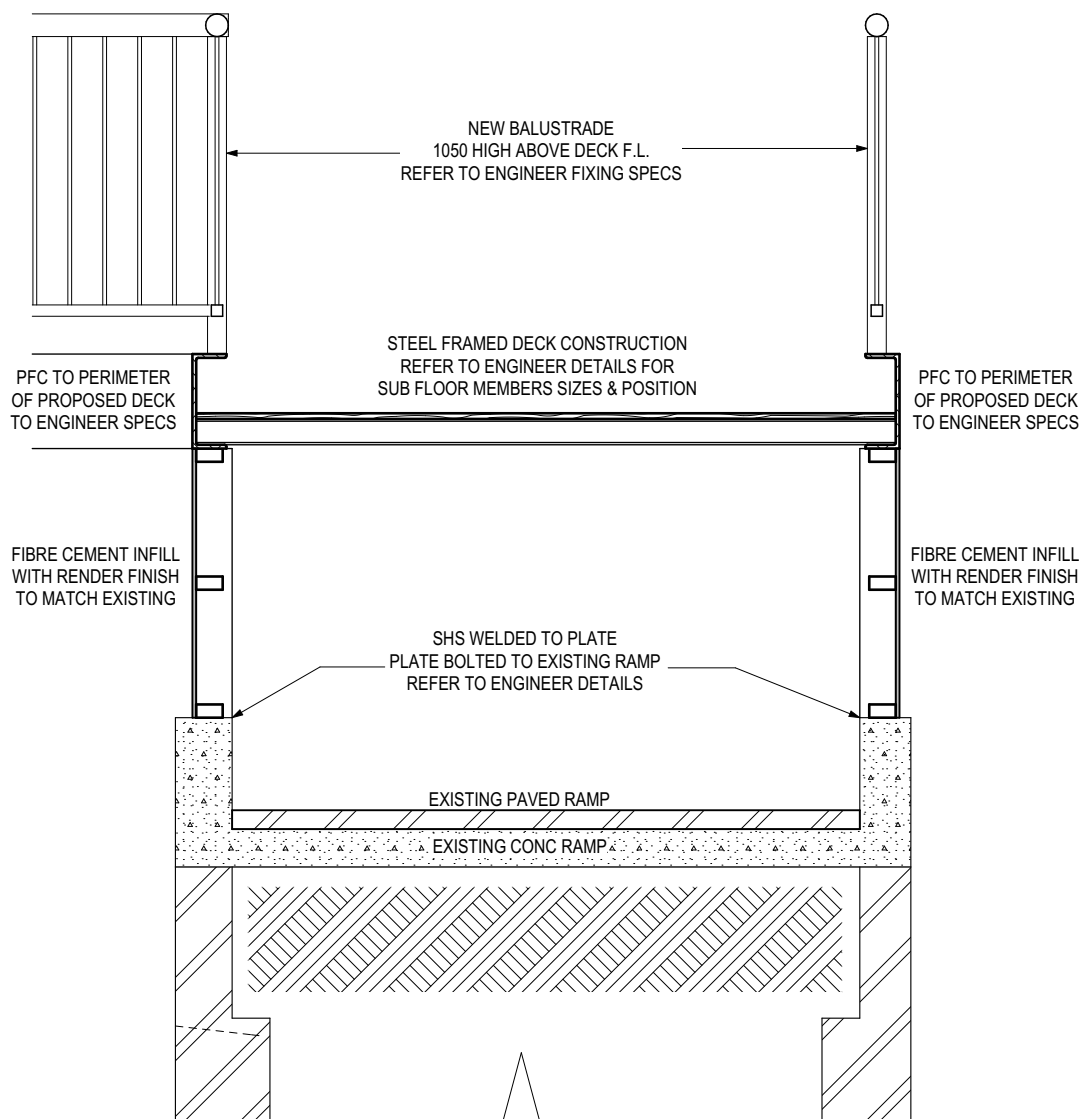 NEW BALUSTRADE
1050 HIGH ABOVE DECK F.L.
REFER TO ENGINEER FIXING SPECS
STEEL FRAMED DECK CONSTRUCTION
REFER TO ENGINEER DETAILS FOR
SUB FLOOR MEMBERS SIZES & POSITION
PFC TO PERIMETER
OF PROPOSED DECK
TO ENGINEER SPECS
PFC TO PERIMETER
OF PROPOSED DECK
TO ENGINEER SPECS
FIBRE CEMENT INFILL
WITH RENDER FINISH
TO MATCH EXISTING
FIBRE CEMENT INFILL
WITH RENDER FINISH
TO MATCH EXISTING
SHS WELDED TO PLATE
PLATE BOLTED TO EXISTING RAMP
REFER TO ENGINEER DETAILS
EXISTING PAVED RAMP
EXISTING CONC RAMP